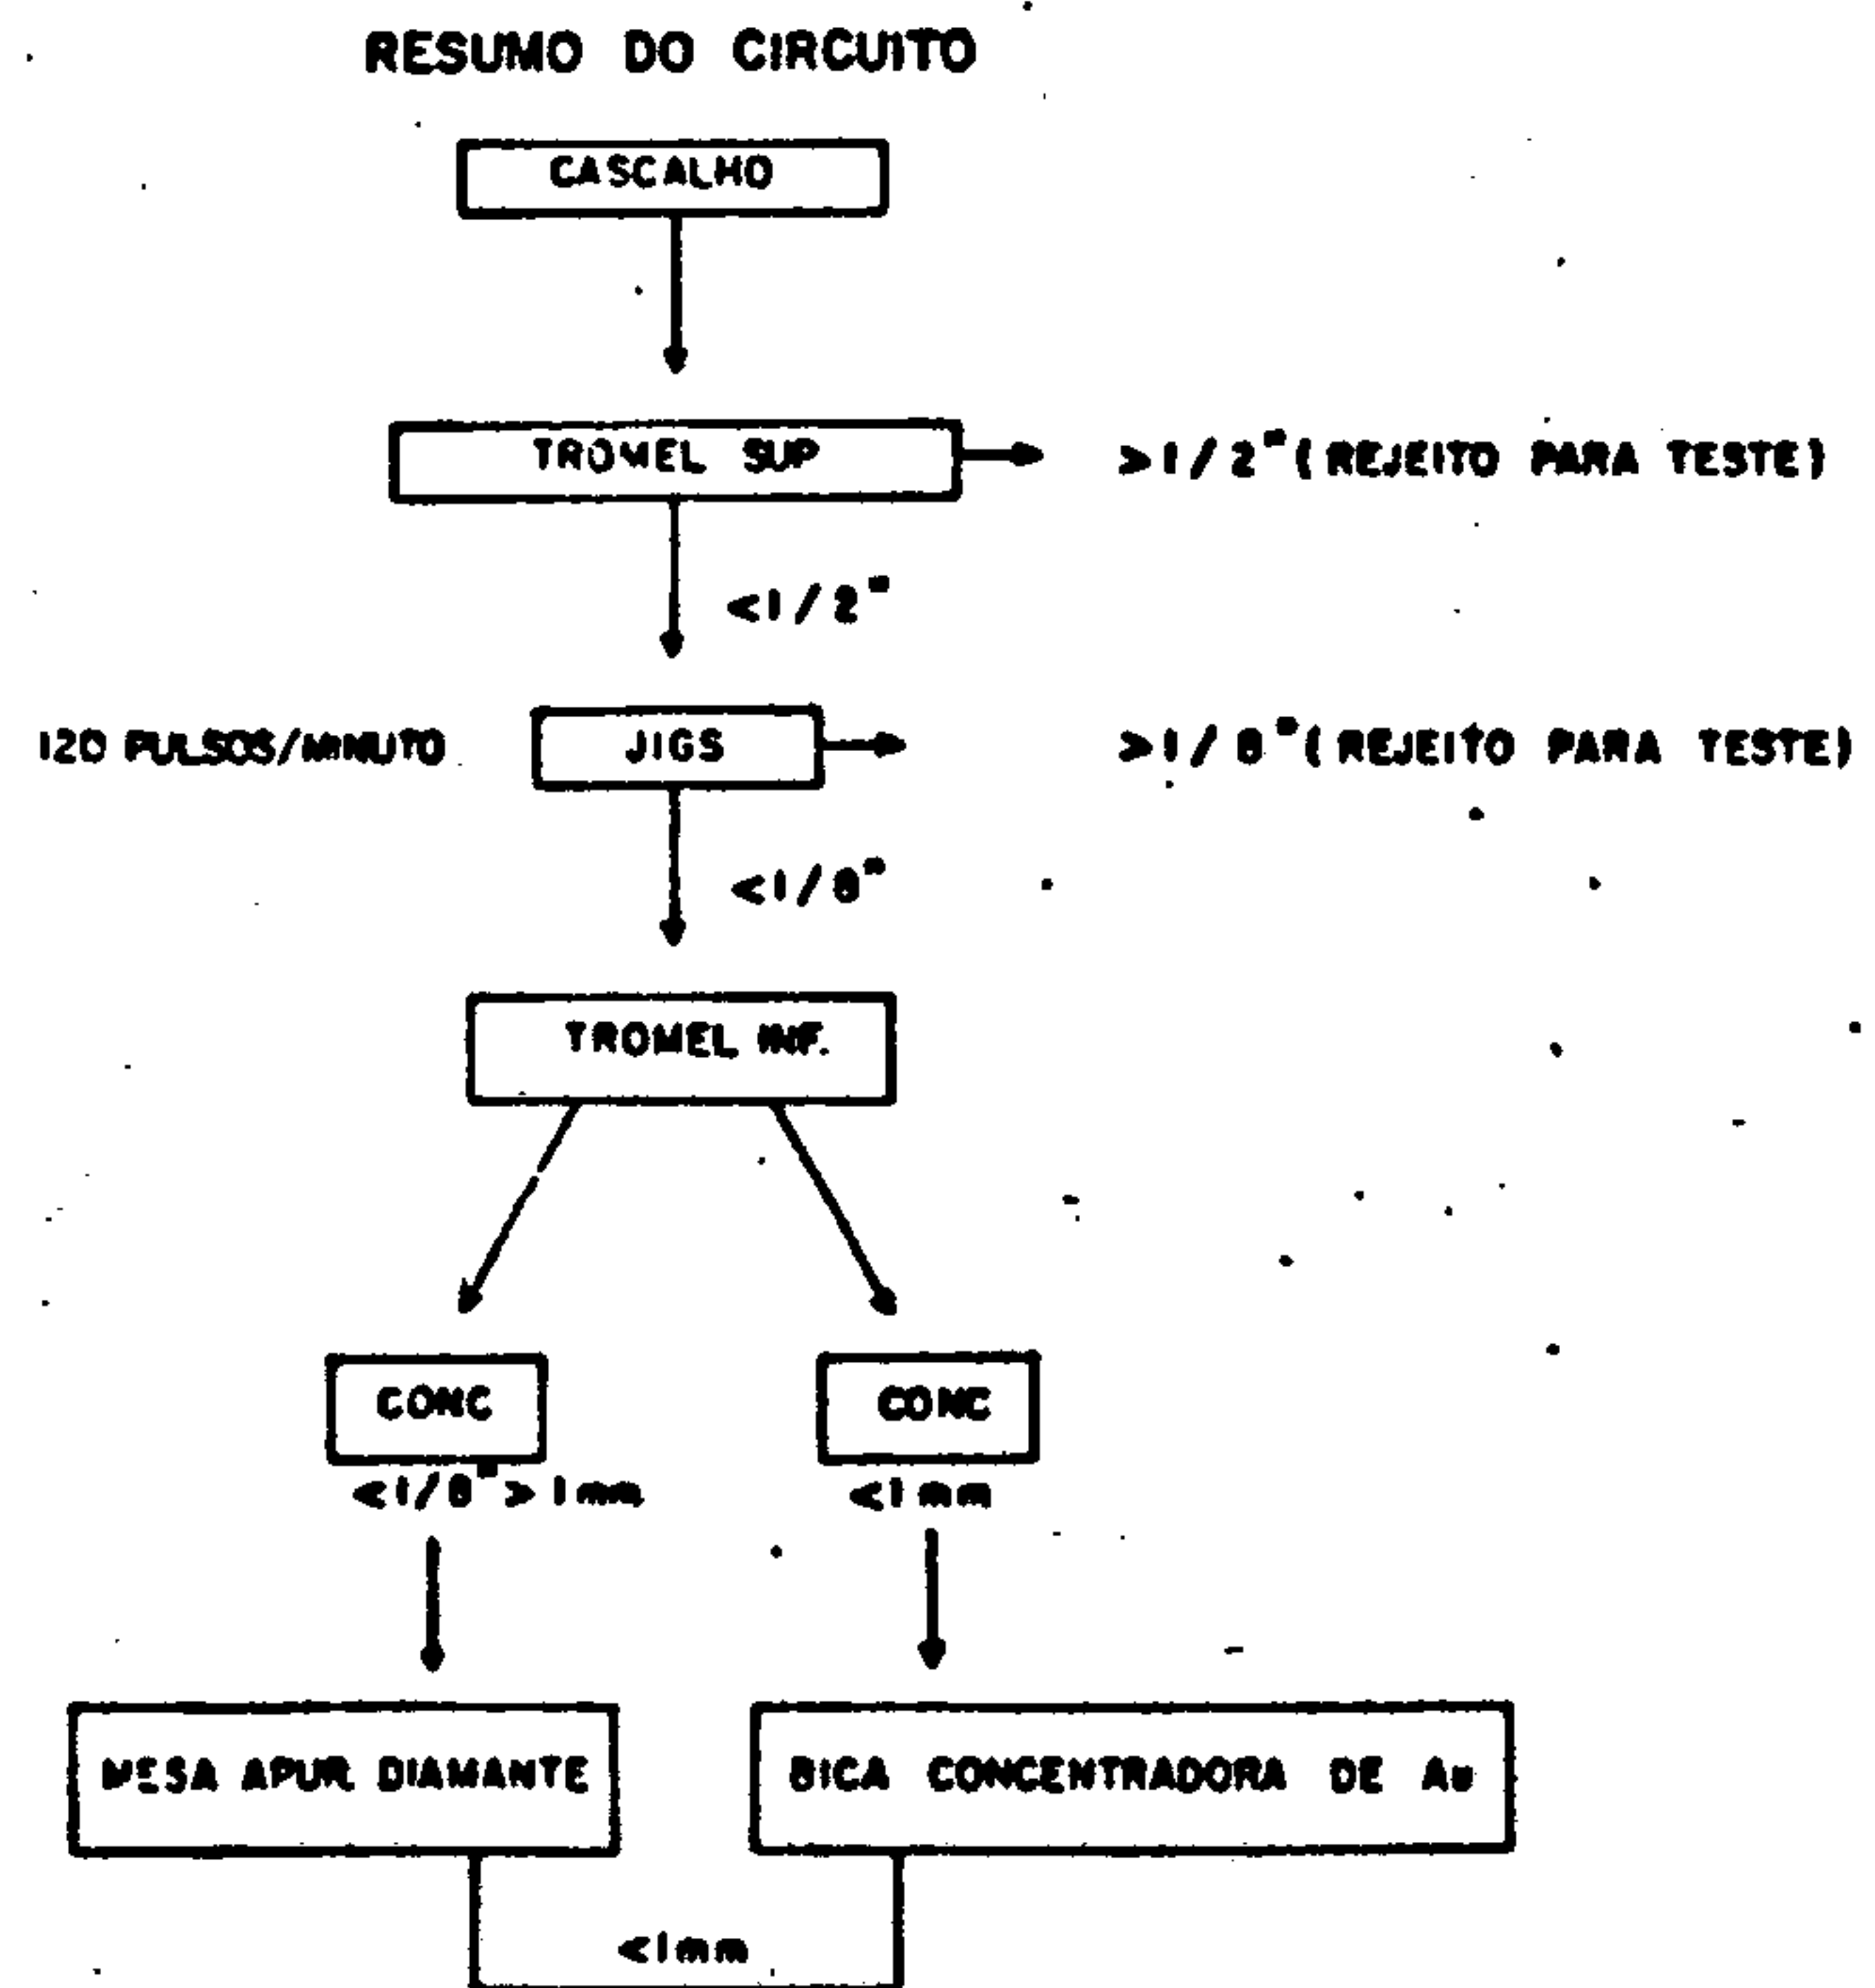 RESUMO DO CIRCUITO
CASCALHO
TROMEL SUP
>1/2" (REJEITO PARA TESTE)
<1/2"
120 PULSOS/MINUTO
JIGS
>1/8" (REJEITO PARA TESTE)
<1/8"
TROMEL INF.
CONC
CONC
<1/8" >1mm
<1mm
MESA APUR DIAMANTE
BICA CONCENTRADORA DE Au
<1mm